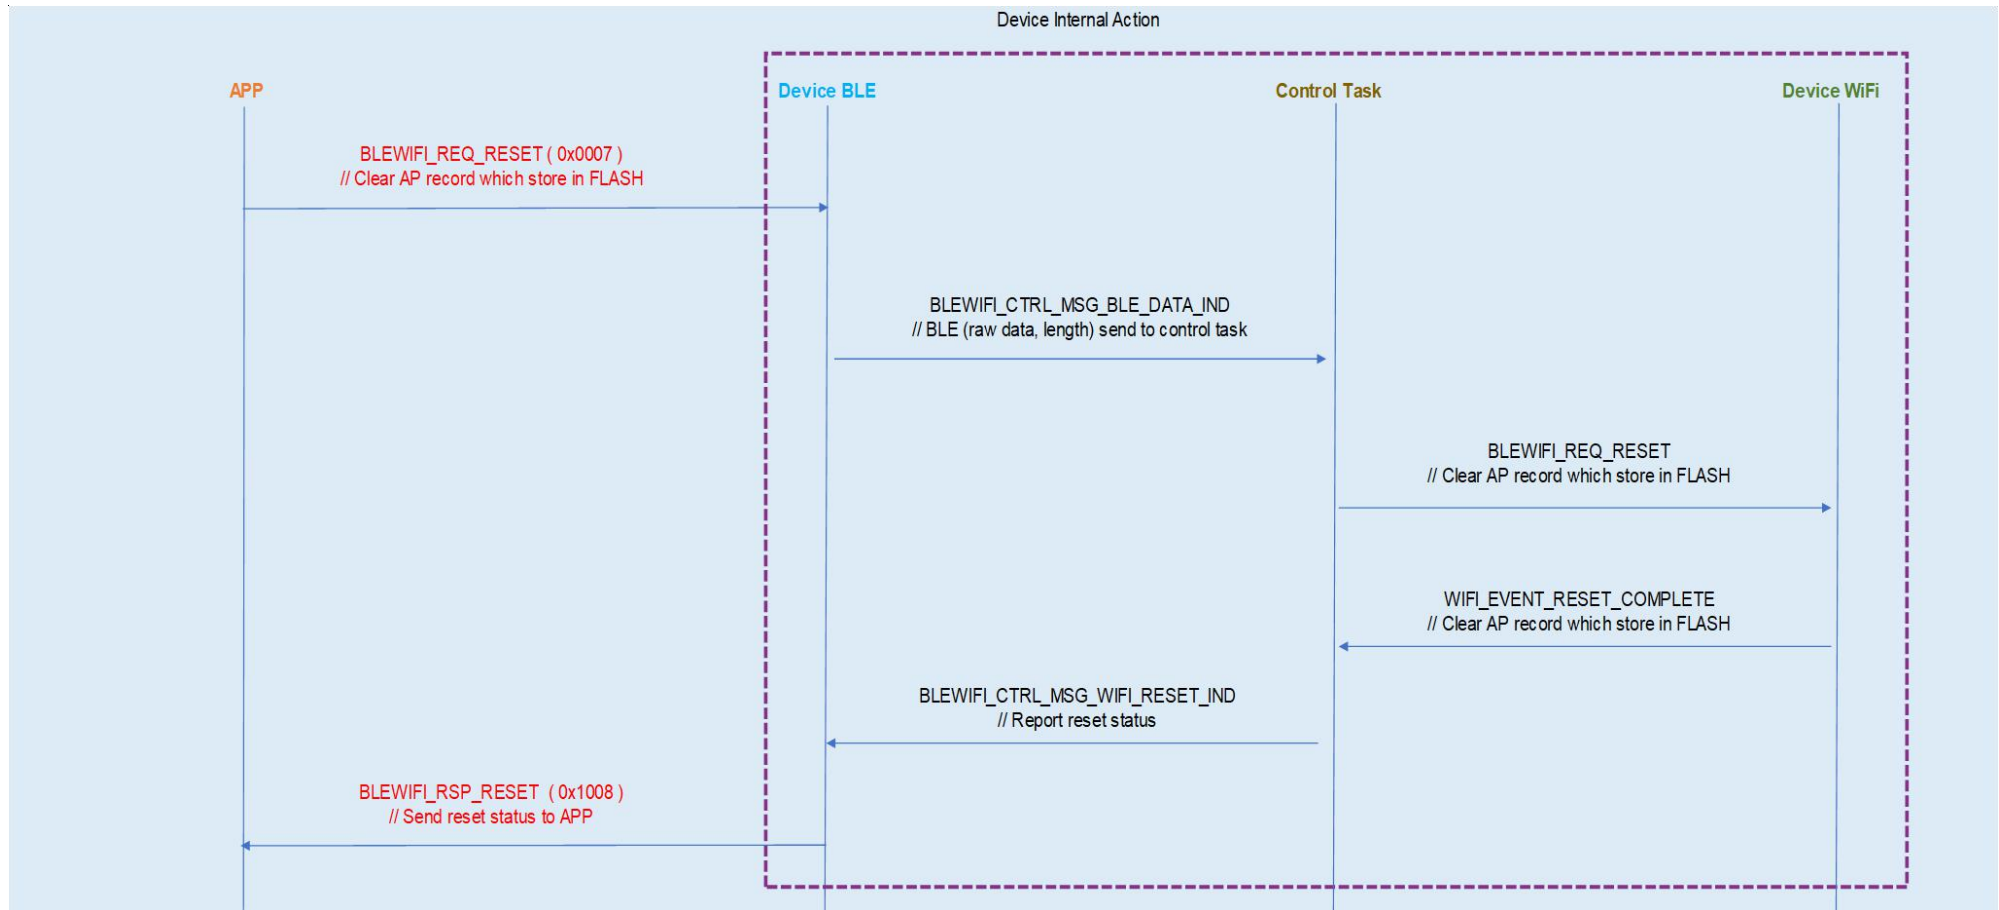 Device Internal Action
APP
Device BLE
Control Task
Device WiFi
BLEWIFI_REQ_RESET ( 0x0007 )
// Clear AP record which store in FLASH
BLEWIFI_CTRL_MSG_BLE_DATA_IND
// BLE (raw data, length) send to control task
BLEWIFI_REQ_RESET
// Clear AP record which store in FLASH
WIFI_EVENT_RESET_COMPLETE
// Clear AP record which store in FLASH
BLEWIFI_CTRL_MSG_WIFI_RESET_IND
// Report reset status
BLEWIFI_RSP_RESET ( 0x1008 )
// Send reset status to APP